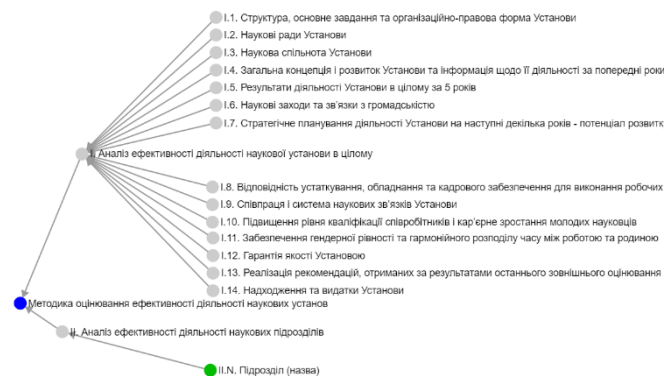 I.1. Структура, основне завдання та організаційно-правова форма Установи
I.2. Наукові ради Установи
I.3. Наукова спільнота Установи
I.4. Загальна концепція і розвиток Установи та інформація щодо її діяльності за попередні роки
I.5. Результати діяльності Установи в цілому за 5 років
I.6. Наукові заходи та зв'язки з громадськістю
I.7. Стратегічне планування діяльності Установи на наступні декілька років - потенціал розвитк
I. Аналіз ефективності діяльності наукової установи в цілому
I.8. Відповідність устаткування, обладнання та кадрового забезпечення для виконання робочих
I.9. Співпраця і система наукових зв'язків Установи
I.10. Підвищення рівня кваліфікації співробітників і кар'єрне зростання молодих науковців
I.11. Забезпечення гендерної рівності та гармонійного розподілу часу між роботою та родиною
I.12. Гарантія якості Установою
I.13. Реалізація рекомендацій, отриманих за результатами останнього зовнішнього оцінювання
I.14. Надходження та видатки Установи
Методика оцінювання ефективності діяльності наукових установ
II. Аналіз ефективності діяльності наукових підрозділів
II.N. Підрозділ (назва)